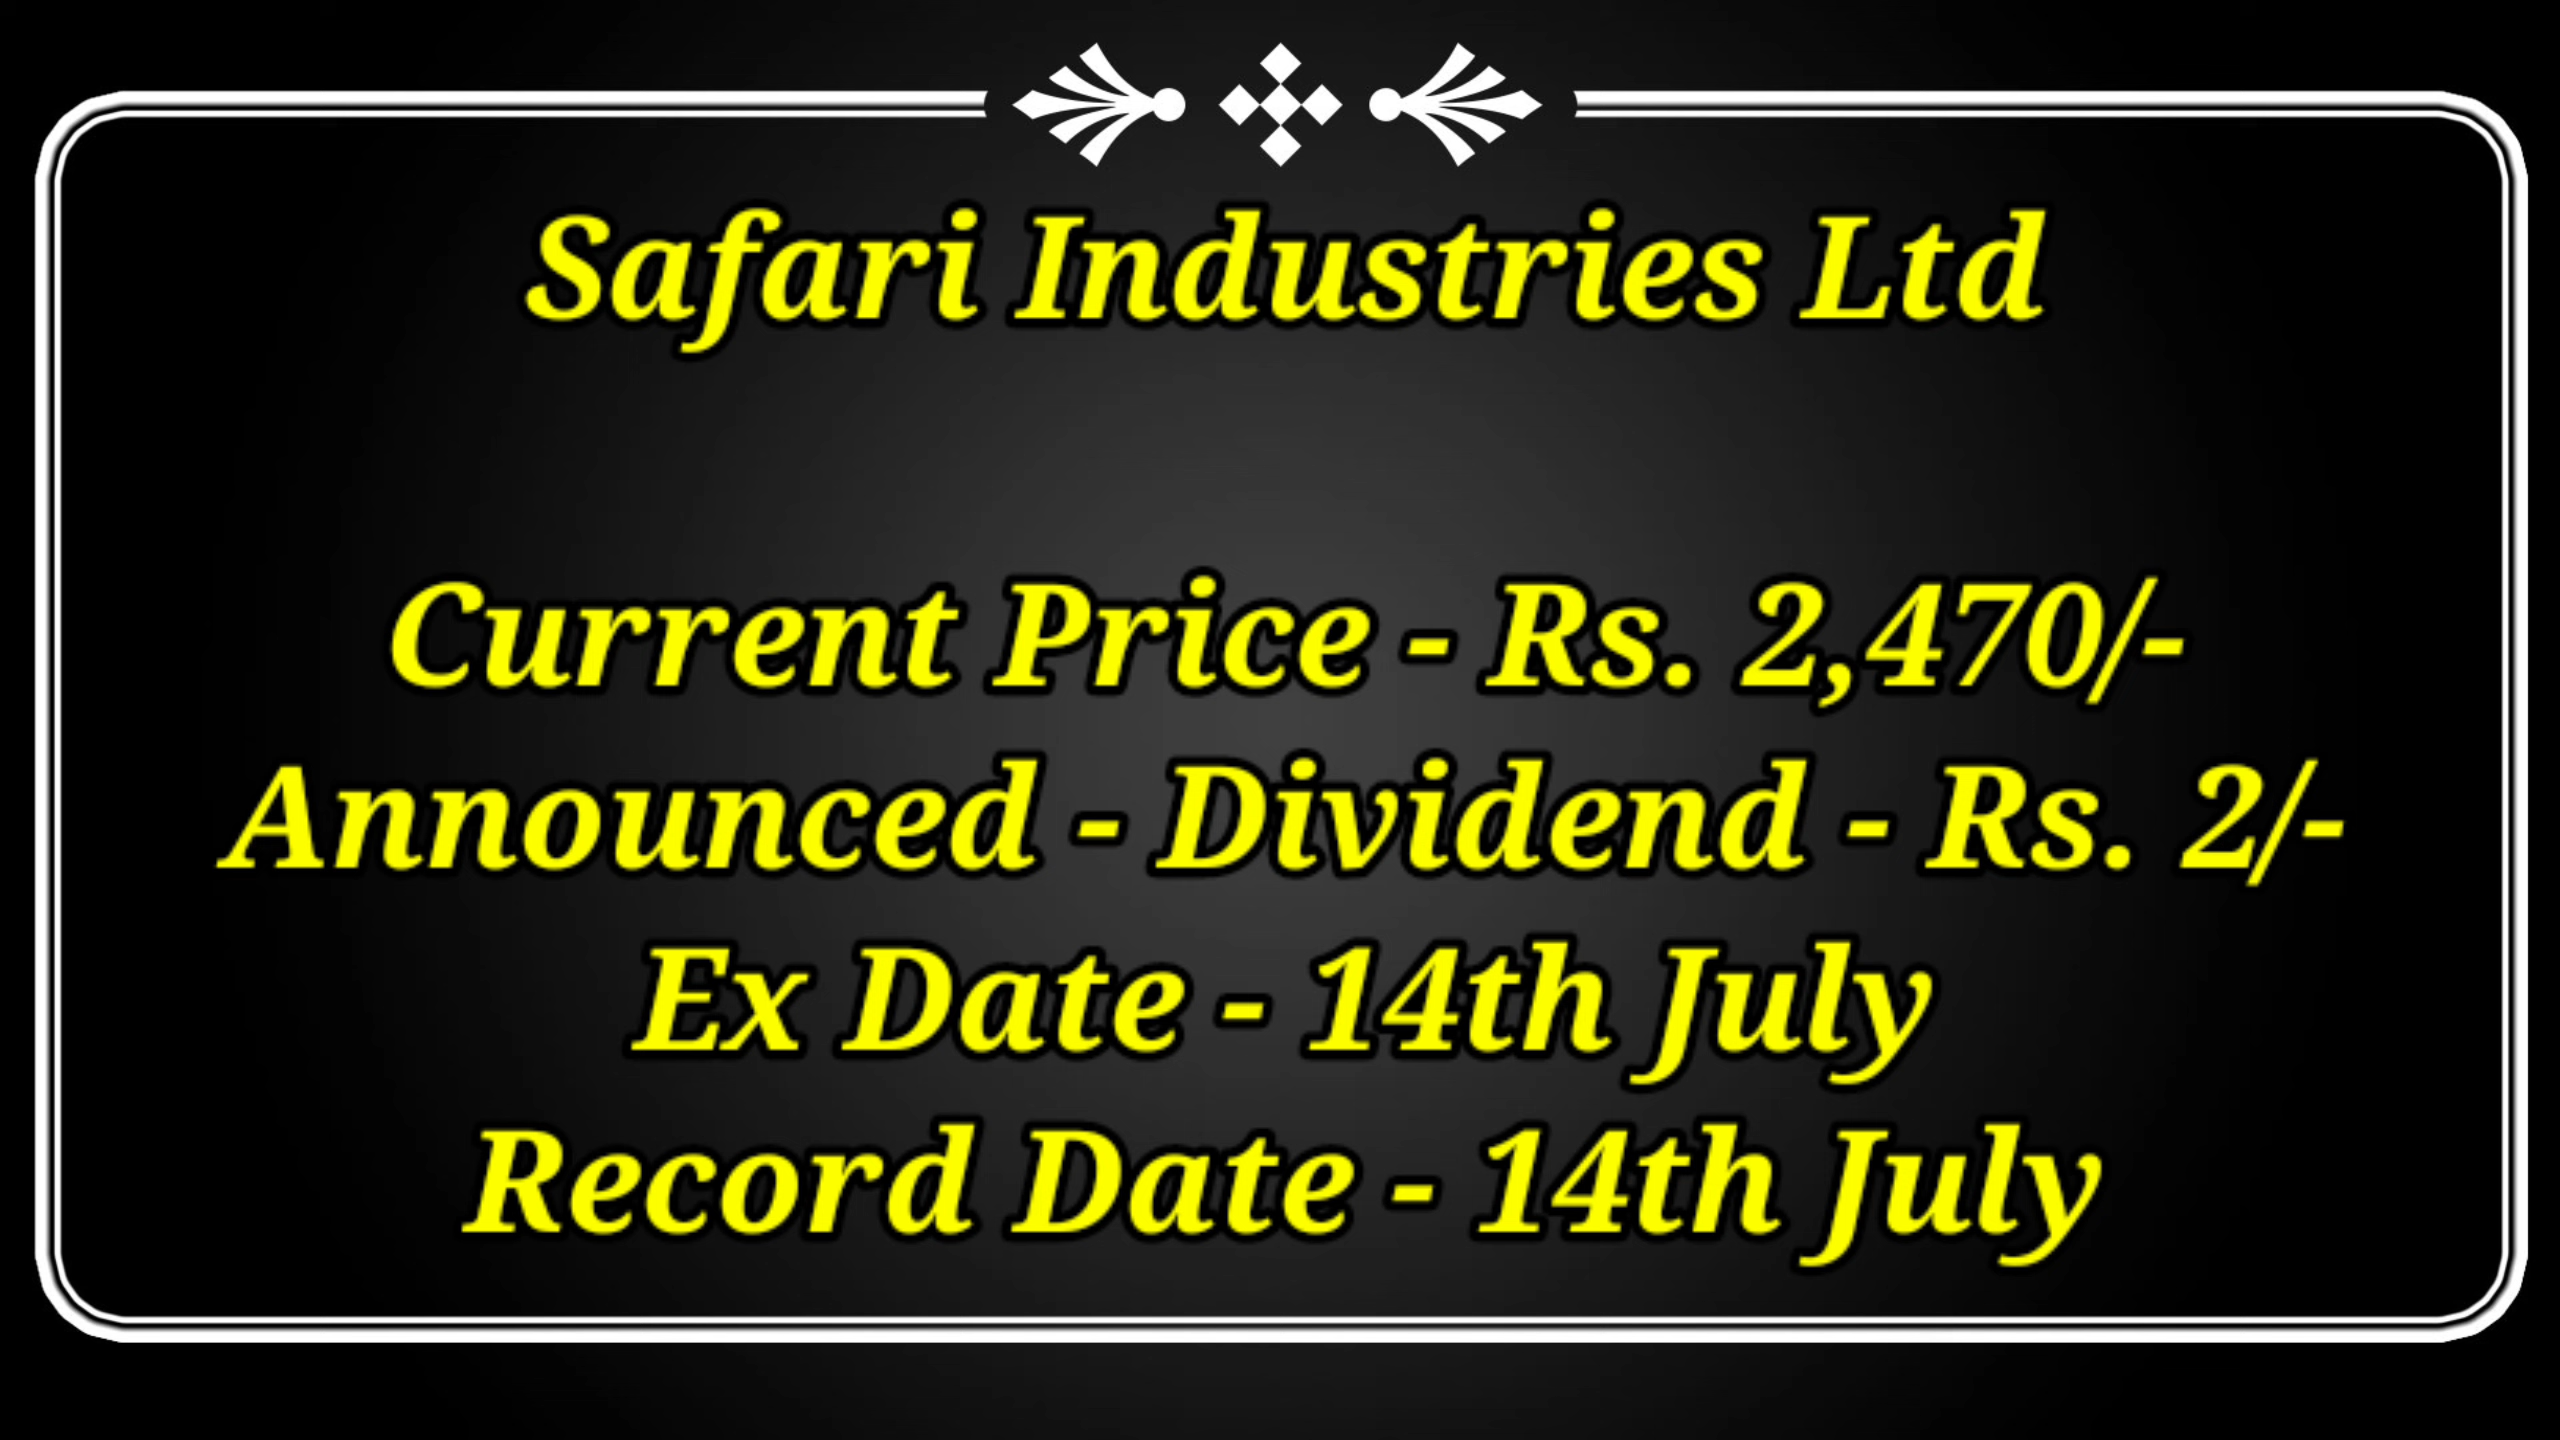 Safari Industries Ltd
Current Price - Rs. 2,470/-
Announced - Dividend - Rs. 2/-
Ex Date - 14th July
Record Date - 14th July